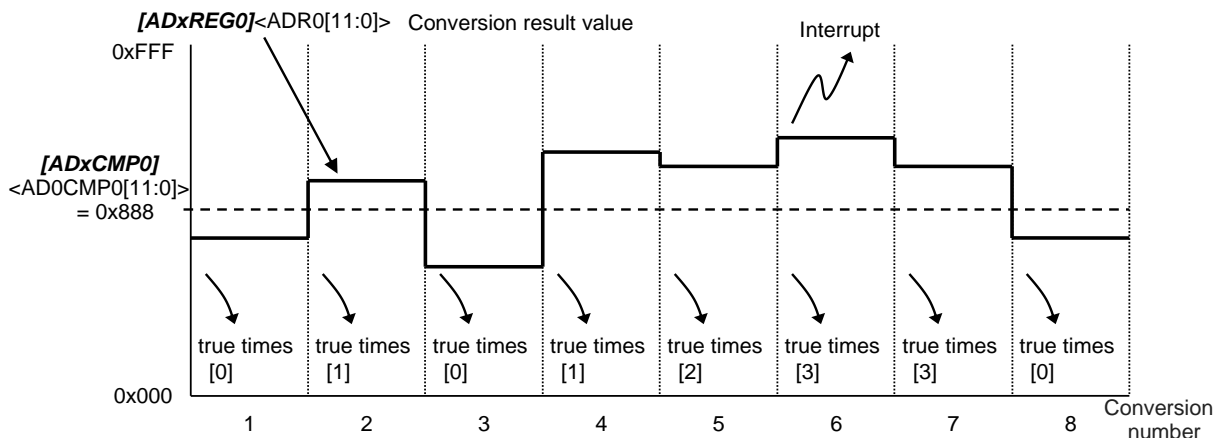 [ADxREG0]<ADR0[11:0]> Conversion result value
Interrupt
0xFFF
[ADxCMP0]
<AD0CMP0[11:0]>
= 0x888
true times true times true times true times true times true times true times true times
[0] [1] [0] [1] [2] [3] [3] [0]
0x000
1 2 3 4 5 6 7 8 Conversion
number